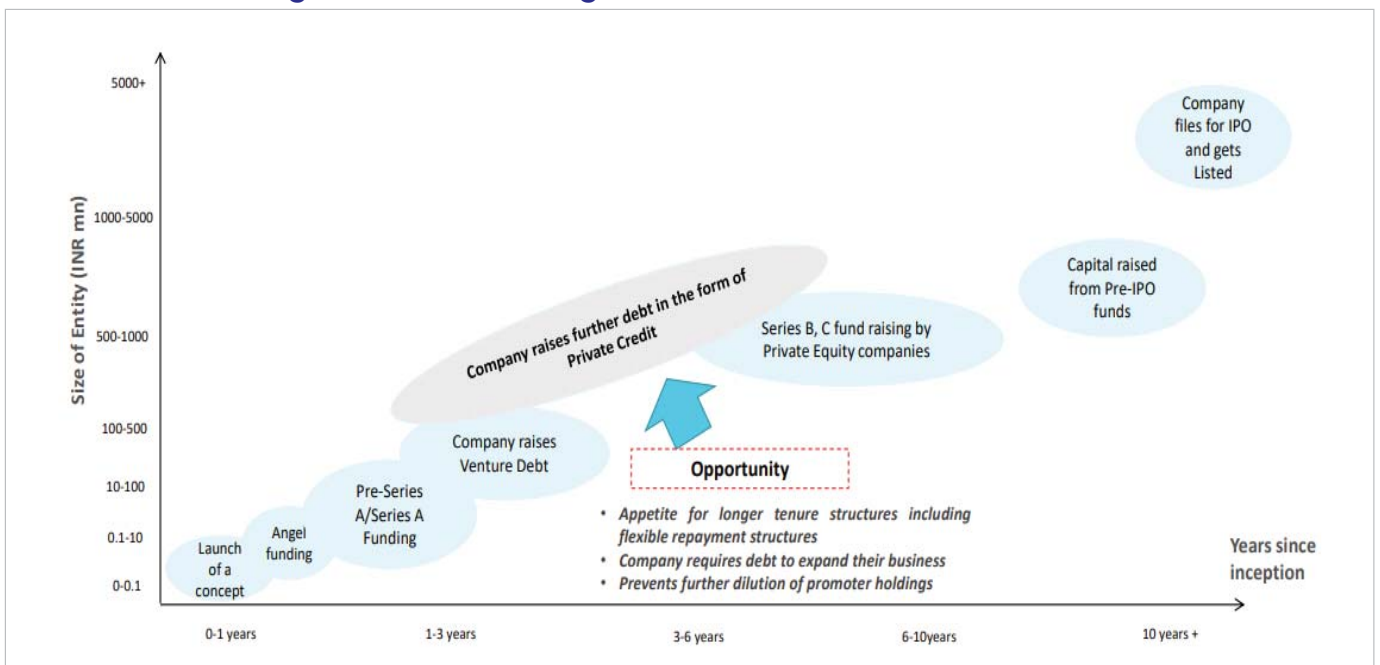 5000+
1000-5000
500-1000
100-500
10-100
0.1-10
0-0.1
Size of Entity (INR mn)
Launch
of a
concept
Angel
funding
Pre-Series
A/Series A
Funding
Company raises
Venture Debt
Company raises further debt in the form of
Private Credit
Series B, C fund raising by
Private Equity companies
Capital raised
from Pre-IPO
funds
Company
files for IPO
and gets
Listed
Opportunity
• Appetite for longer tenure structures including
flexible repayment structures
• Company requires debt to expand their business
• Prevents further dilution of promoter holdings
Years since
inception
0-1 years
1-3 years
3-6 years
6-10years
10 years +